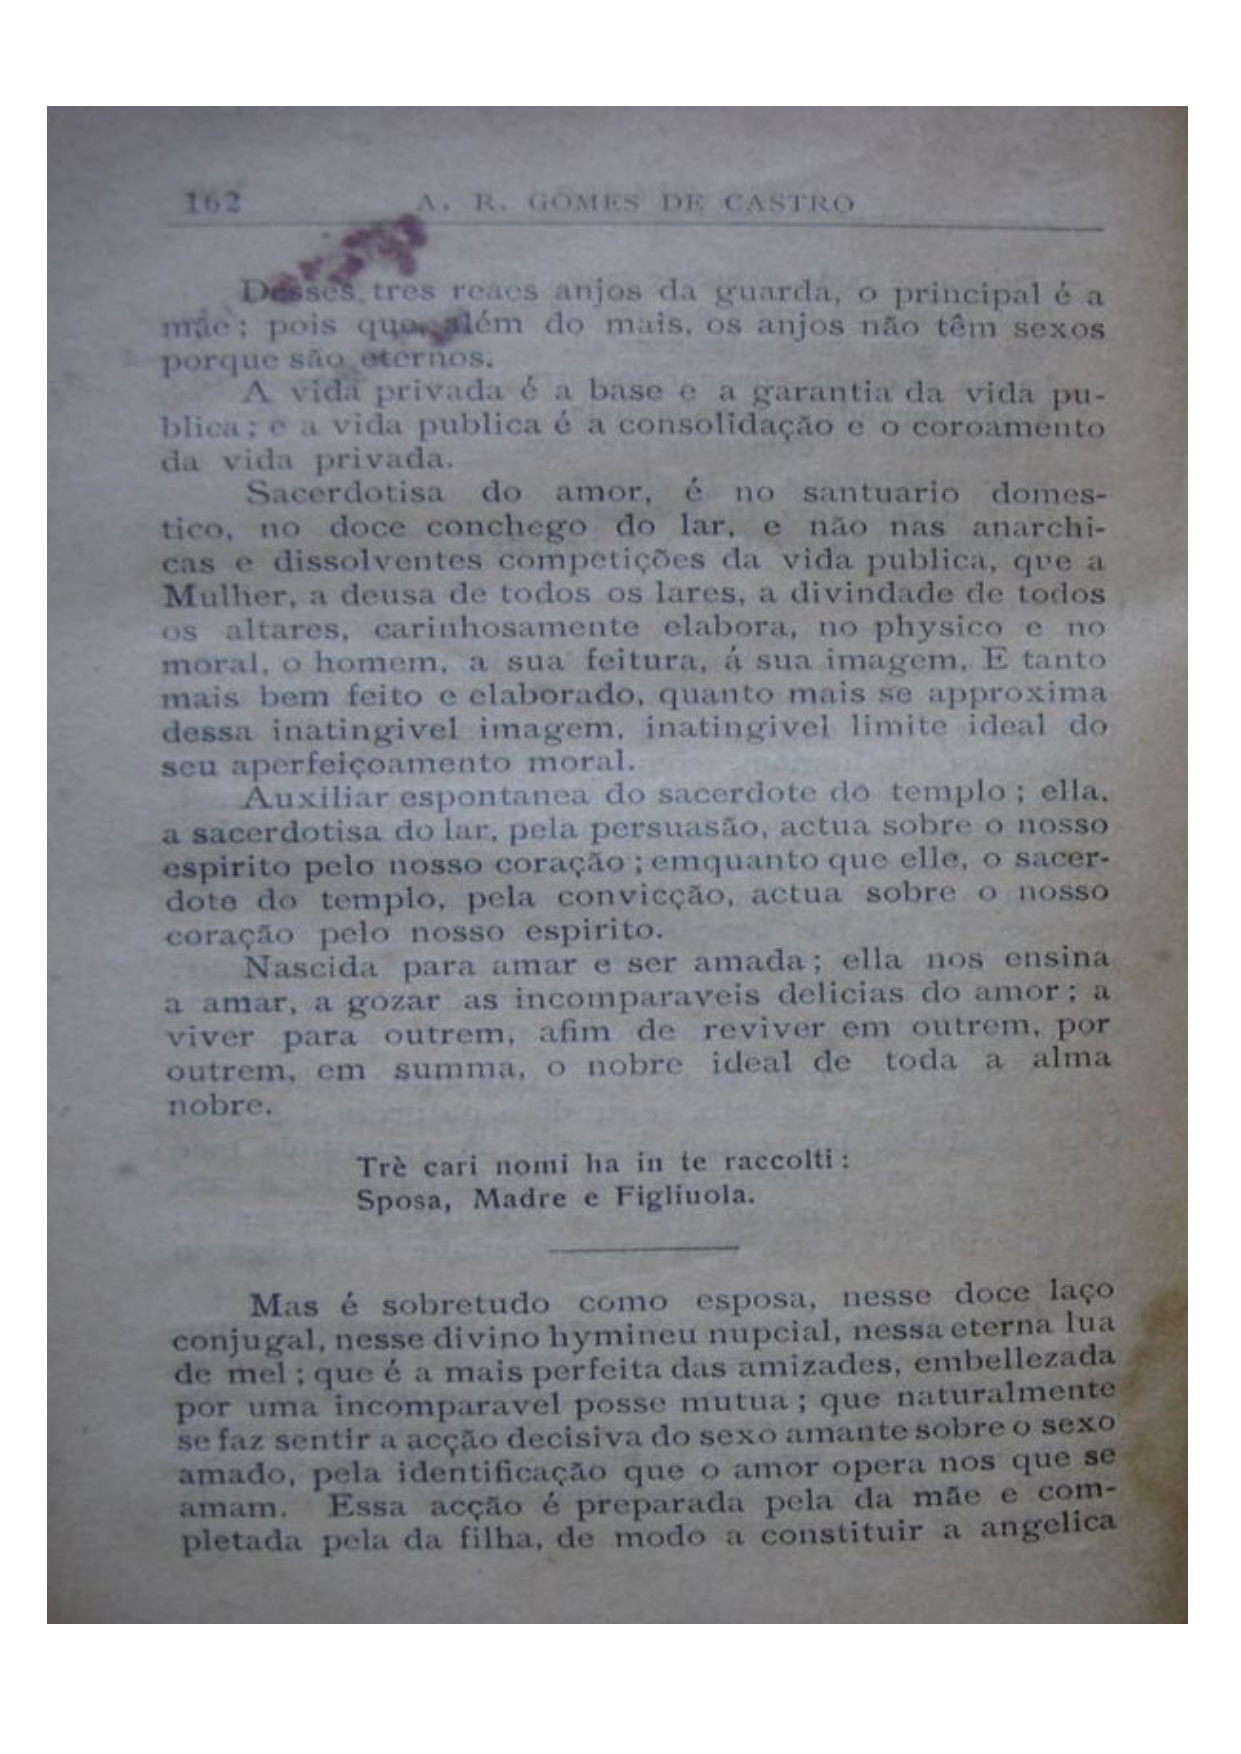 162 A. R. GOMES DE CASTRO
Desses tres reaes anjos da guarda, o principal é a
mãe ; pois que, além do mais, os anjos não têm sexos
porque são eternos.
A vida privada é a base e a garantia da vida pu-
blica ; e a vida publica é a consolidação e o coroamento
da vida privada.
Sacerdotisa do amor, é no santuario domes-
tico, no doce conchego do lar, e não nas anarchi-
cas e dissolventes competições da vida publica, que a
Mulher, a deusa de todos os lares, a divindade de todos
os altares, carinhosamente elabora, no physico e no
moral, o homem, a sua feitura, á sua imagem. E tanto
mais bem feito e elaborado, quanto mais se approxima
dessa inatingivel imagem, inatingivel limite ideal do
seu aperfeiçoamento moral.
Auxiliar espontanea do sacerdote do templo ; ella,
a sacerdotisa do lar, pela persuasão, actua sobre o nosso
espirito pelo nosso coração ; emquanto que elle, o sacer-
dote do templo, pela convicção, actua sobre o nosso
coração pelo nosso espirito.
Nascida para amar e ser amada ; ella nos ensina
a amar, a gozar as incomparaveis delicias do amor ; a
viver para outrem, afim de reviver em outrem, por
outrem, em summa, o nobre ideal de toda a alma
nobre.
Trè cari nomi ha in te raccolti :
Sposa, Madre e Figliuola.
Mas é sobretudo como esposa, nesse doce laço
conjugal, nesse divino hymineu nupcial, nessa eterna lua
de mel ; que é a mais perfeita das amizades, embellezada
por uma incomparavel posse mutua ; que naturalmente
se faz sentir a acção decisiva do sexo amante sobre o sexo
amado, pela identificação que o amor opera nos que se
amam. Essa acção é preparada pela da mãe e com-
pletada pela da filha, de modo a constituir a angelica